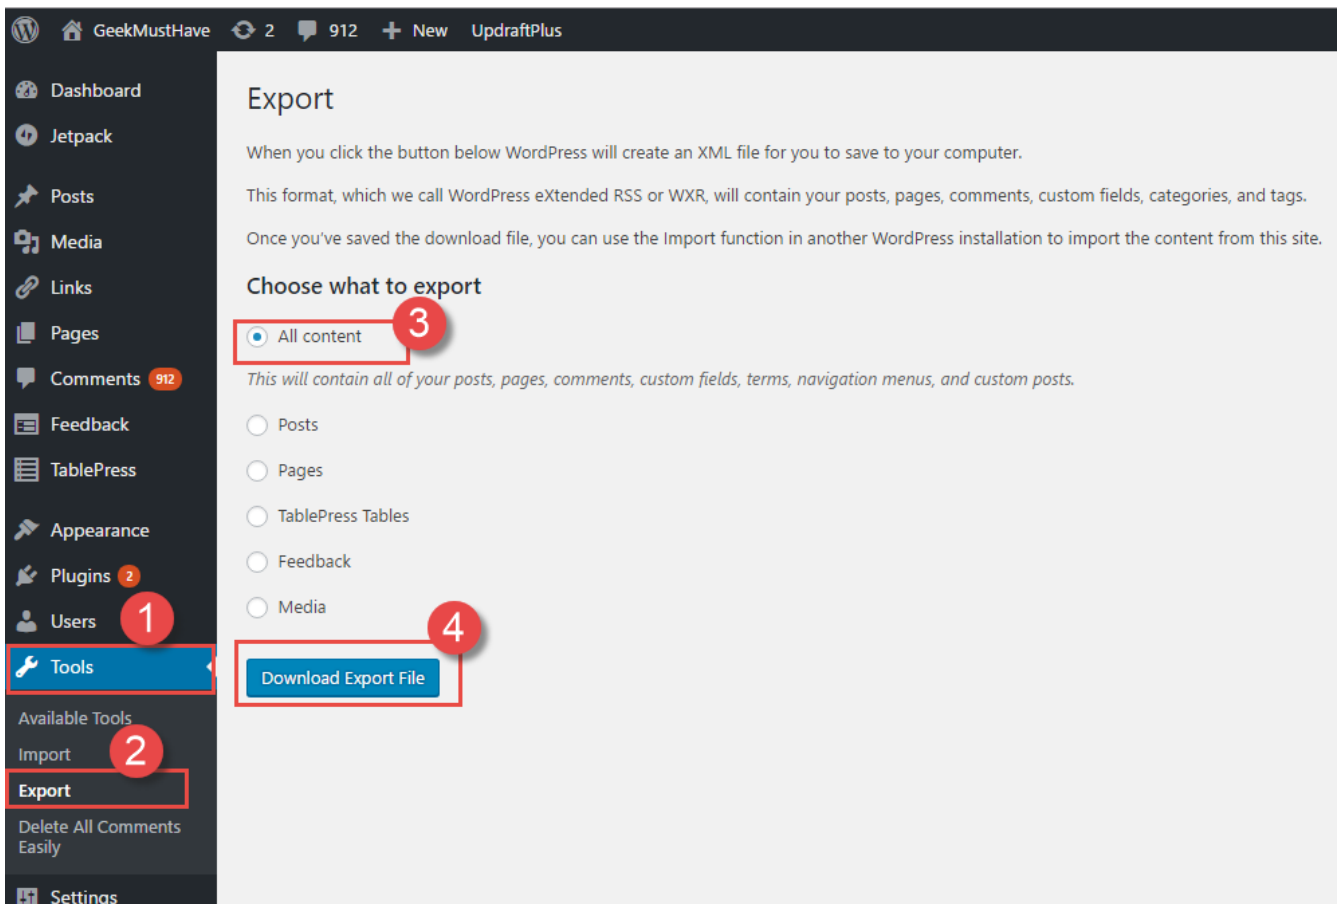 GeekMustHave 2 912 + New UpdraftPlus
Dashboard
Jetpack
Posts
Media
Links
Pages
Comments 912
Feedback
TablePress
Appearance
Plugins 2
Users 1
Tools
Available Tools
Import 2
Export
Delete All Comments
Easily
Settings
Export
When you click the button below WordPress will create an XML file for you to save to your computer.
This format, which we call WordPress eXtended RSS or WXR, will contain your posts, pages, comments, custom fields, categories, and tags.
Once you've saved the download file, you can use the Import function in another WordPress installation to import the content from this site.
Choose what to export
3
All content
This will contain all of your posts, pages, comments, custom fields, terms, navigation menus, and custom posts.
Posts
Pages
TablePress Tables
Feedback
Media
4
Download Export File